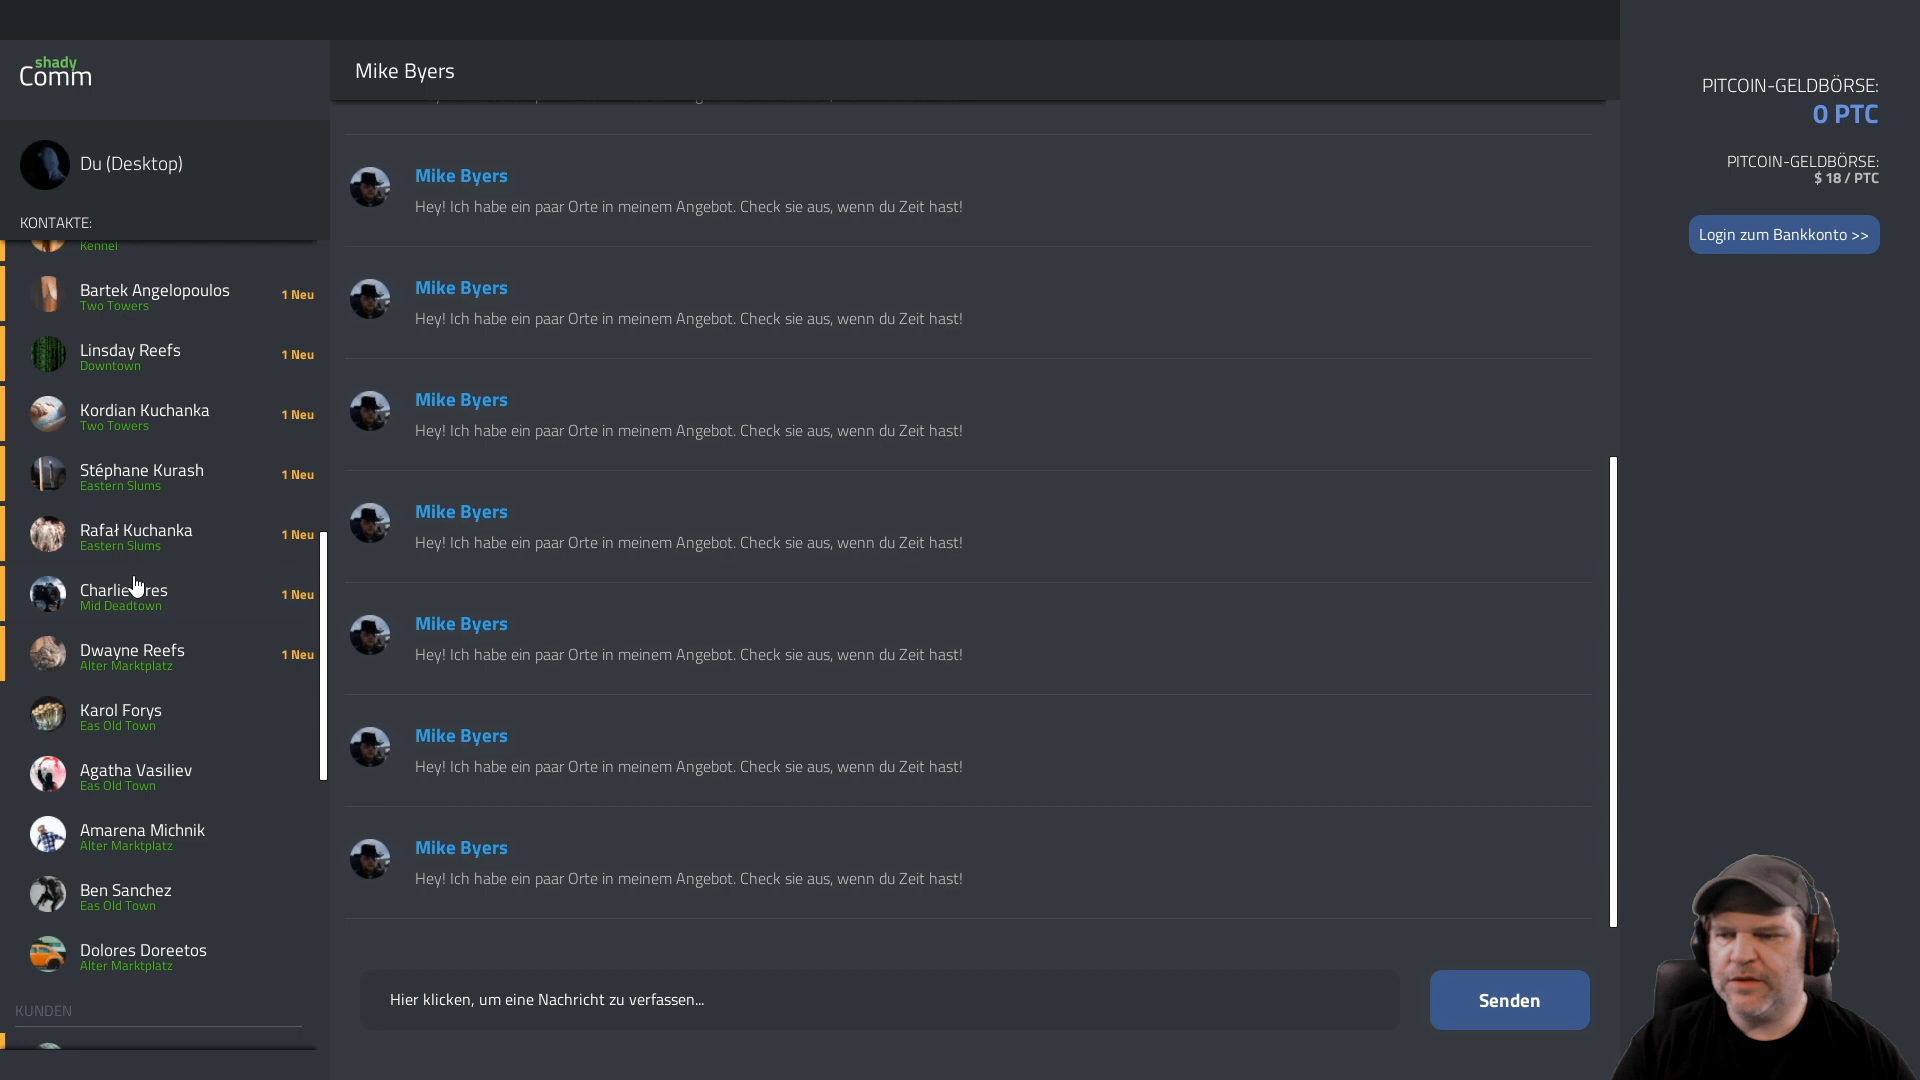 shady
Comm
Du (Desktop)
KONTAKTE:
Kennel
Bartek Angelopoulos
Two Towers
1 Neu
Linsday Reefs
Downtown
1 Neu
Kordian Kuchanka
Two Towers
1 Neu
Stéphane Kurash
Eastern Slums
1 Neu
Rafał Kuchanka
Eastern Slums
1 Neu
Charlie
Mid Deadtown
1 Neu
Dwayne Reefs
Alter Marktplatz
1 Neu
Karol Forys
Eas Old Town
Agatha Vasiliev
Eas Old Town
Amarena Michnik
Alter Marktplatz
Ben Sanchez
Eas Old Town
Dolores Doreetos
Alter Marktplatz
KUNDEN
Mike Byers
Mike Byers
Hey! Ich habe ein paar Orte in meinem Angebot. Check sie aus, wenn du Zeit hast!
Mike Byers
Hey! Ich habe ein paar Orte in meinem Angebot. Check sie aus, wenn du Zeit hast!
Mike Byers
Hey! Ich habe ein paar Orte in meinem Angebot. Check sie aus, wenn du Zeit hast!
Mike Byers
Hey! Ich habe ein paar Orte in meinem Angebot. Check sie aus, wenn du Zeit hast!
Mike Byers
Hey! Ich habe ein paar Orte in meinem Angebot. Check sie aus, wenn du Zeit hast!
Mike Byers
Hey! Ich habe ein paar Orte in meinem Angebot. Check sie aus, wenn du Zeit hast!
Mike Byers
Hey! Ich habe ein paar Orte in meinem Angebot. Check sie aus, wenn du Zeit hast!
Hier klicken, um eine Nachricht zu verfassen...
Senden
PITCOIN-GELDBÖRSE:
0 PTC
PITCOIN-GELDBÖRSE:
$ 18 / PTC
Login zum Bankkonto >>